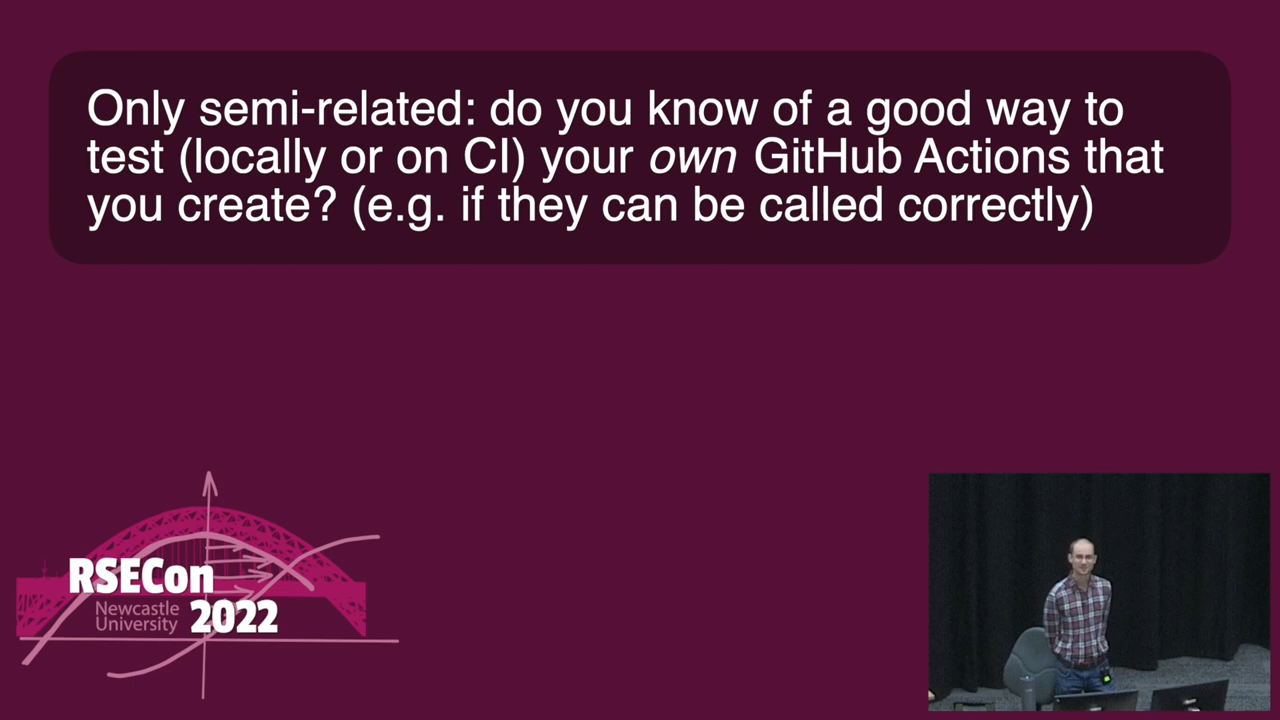 Only semi-related: do you know of a good way to
test (locally or on CI) your own GitHub Actions that
you create? (e.g. if they can be called correctly)
RSECon
Newcastle
University
2022